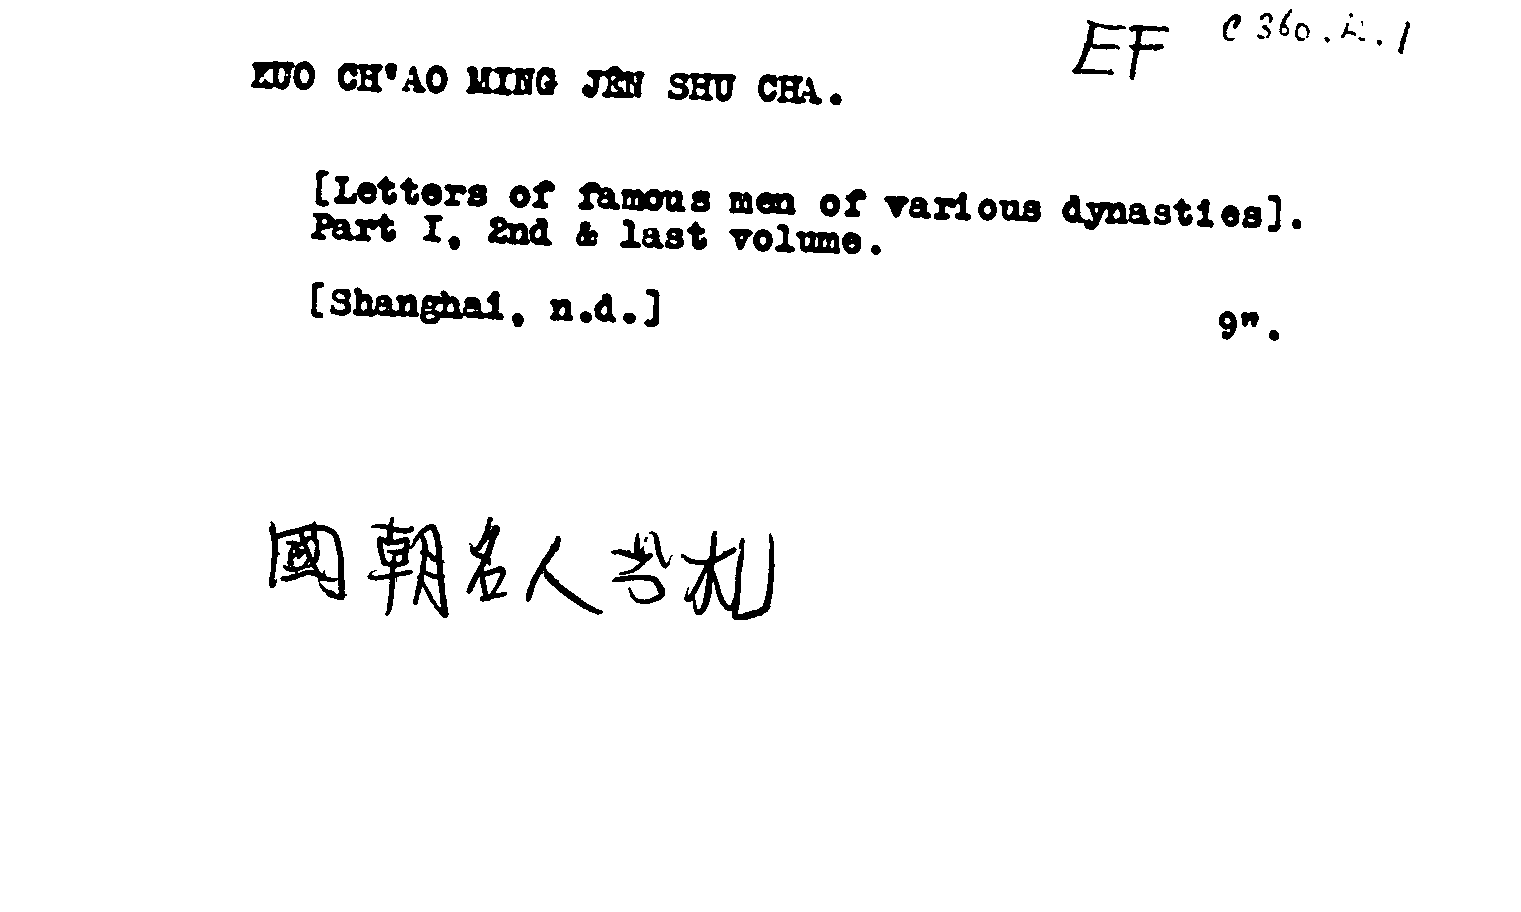 EF C 360.ii.1
KUO CH'AO MING JÊN SHU CHA.
[Letters of famous men of various dynasties].
Part I, 2nd & last volume.
[Shanghai, n.d.]
9".
國朝名人书札